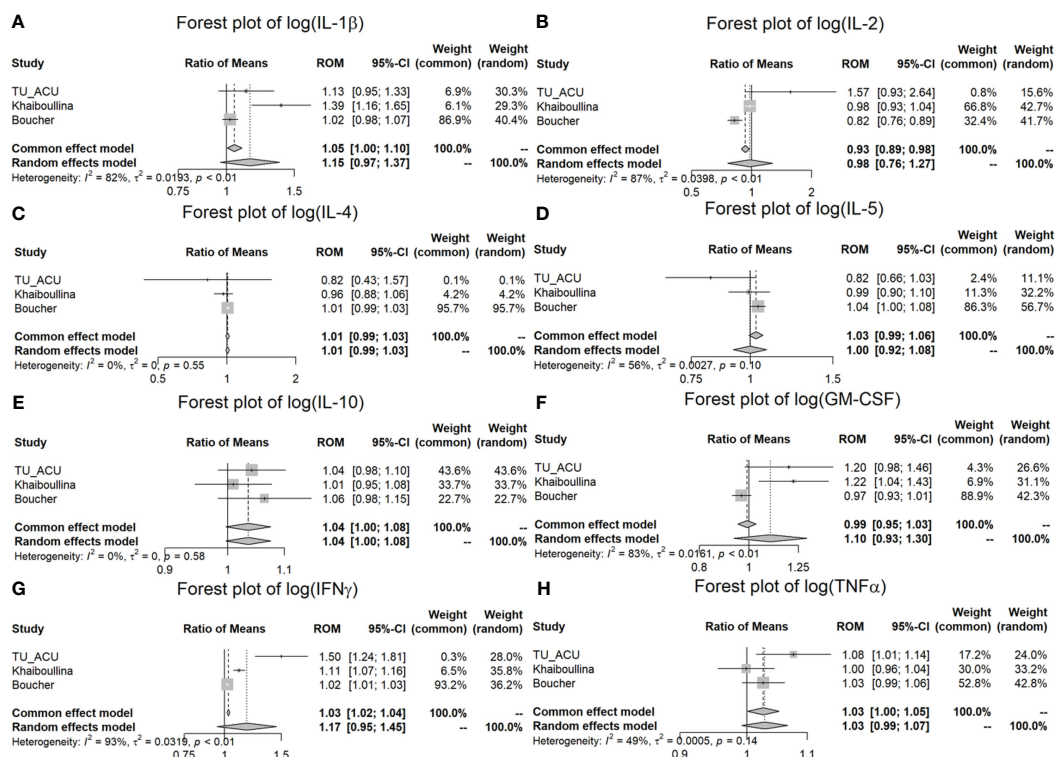 A
Forest plot of log(IL-1β)
Weight Weight
Study Ratio of Means ROM 95%-CI (common) (random)
TU_ACU 1.13 [0.95; 1.33] 6.9% 30.3%
Khaiboullina 1.39 [1.16; 1.65] 6.1% 29.3%
Boucher 1.02 [0.98; 1.07] 86.9% 40.4%
Common effect model 1.05 [1.00; 1.10] 100.0% --
Random effects model 1.15 [0.97; 1.37] -- 100.0%
Heterogeneity: I² = 82%, τ² = 0.0193, p < 0.01
0.75 1 1.5
B
Forest plot of log(IL-2)
Weight Weight
Study Ratio of Means ROM 95%-CI (common) (random)
TU_ACU 1.57 [0.93; 2.64] 0.8% 15.6%
Khaiboullina 0.98 [0.93; 1.04] 66.8% 42.7%
Boucher 0.82 [0.76; 0.89] 32.4% 41.7%
Common effect model 0.93 [0.89; 0.98] 100.0% --
Random effects model 0.98 [0.76; 1.27] -- 100.0%
Heterogeneity: I² = 87%, τ² = 0.0398, p < 0.01
0.5 1 2
C
Forest plot of log(IL-4)
Weight Weight
Study Ratio of Means ROM 95%-CI (common) (random)
TU_ACU 0.82 [0.43; 1.57] 0.1% 0.1%
Khaiboullina 0.96 [0.88; 1.06] 4.2% 4.2%
Boucher 1.01 [0.99; 1.03] 95.7% 95.7%
Common effect model 1.01 [0.99; 1.03] 100.0% --
Random effects model 1.01 [0.99; 1.03] -- 100.0%
Heterogeneity: I² = 0%, τ² = 0, p = 0.55
0.5 1 2
D
Forest plot of log(IL-5)
Weight Weight
Study Ratio of Means ROM 95%-CI (common) (random)
TU_ACU 0.82 [0.66; 1.03] 2.4% 11.1%
Khaiboullina 0.99 [0.90; 1.10] 11.3% 32.2%
Boucher 1.04 [1.00; 1.08] 86.3% 56.7%
Common effect model 1.03 [0.99; 1.06] 100.0% --
Random effects model 1.00 [0.92; 1.08] -- 100.0%
Heterogeneity: I² = 56%, τ² = 0.0027, p = 0.10
0.75 1 1.5
E
Forest plot of log(IL-10)
Weight Weight
Study Ratio of Means ROM 95%-CI (common) (random)
TU_ACU 1.04 [0.98; 1.10] 43.6% 43.6%
Khaiboullina 1.01 [0.95; 1.08] 33.7% 33.7%
Boucher 1.06 [0.98; 1.15] 22.7% 22.7%
Common effect model 1.04 [1.00; 1.08] 100.0% --
Random effects model 1.04 [1.00; 1.08] -- 100.0%
Heterogeneity: I² = 0%, τ² = 0, p = 0.58
1 1.1
F
Forest plot of log(GM-CSF)
Weight Weight
Study Ratio of Means ROM 95%-CI (common) (random)
TU_ACU 1.20 [0.98; 1.46] 4.3% 26.6%
Khaiboullina 1.22 [1.04; 1.43] 6.9% 31.1%
Boucher 0.97 [0.93; 1.01] 88.9% 42.3%
Common effect model 0.99 [0.95; 1.03] 100.0% --
Random effects model 1.10 [0.93; 1.30] -- 100.0%
Heterogeneity: I² = 83%, τ² = 0.0161, p < 0.01
0.8 1 1.25
G
Forest plot of log(IFNγ)
Weight Weight
Study Ratio of Means ROM 95%-CI (common) (random)
TU_ACU 1.50 [1.24; 1.81] 0.3% 28.0%
Khaiboullina 1.11 [1.07; 1.16] 6.5% 35.8%
Boucher 1.02 [1.01; 1.03] 93.2% 36.2%
Common effect model 1.03 [1.02; 1.04] 100.0% --
Random effects model 1.17 [0.95; 1.45] -- 100.0%
Heterogeneity: I² = 93%, τ² = 0.0319, p < 0.01
0.75 1 1.5
H
Forest plot of log(TNFα)
Weight Weight
Study Ratio of Means ROM 95%-CI (common) (random)
TU_ACU 1.08 [1.01; 1.14] 17.2% 24.0%
Khaiboullina 1.00 [0.96; 1.04] 30.0% 33.2%
Boucher 1.03 [0.99; 1.06] 52.8% 42.8%
Common effect model 1.03 [1.00; 1.05] 100.0% --
Random effects model 1.03 [0.99; 1.07] -- 100.0%
Heterogeneity: I² = 49%, τ² = 0.0005, p = 0.14
1 1.1